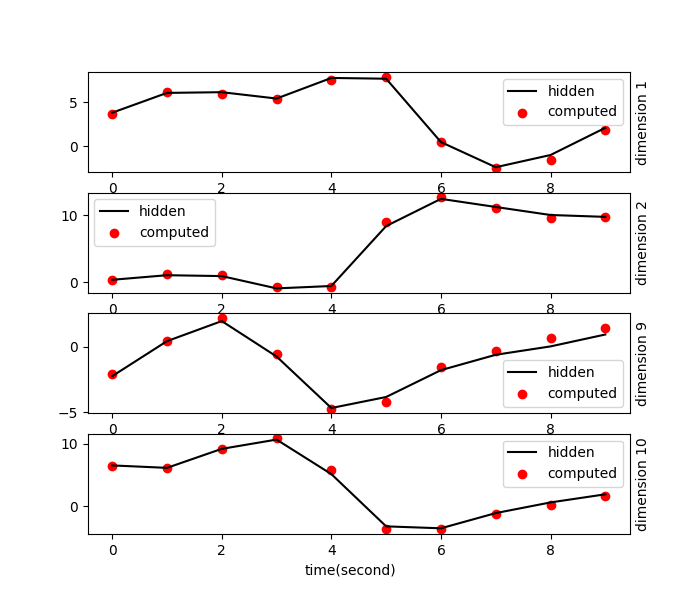 5
0
hidden
computed
dimension 1
0 2 4 6 8
10
0
hidden
computed
dimension 2
0 2 4 6 8
0
−5
hidden
computed
dimension 9
0 2 4 6 8
10
0
hidden
computed
dimension 10
0 2 4 6 8
time(second)